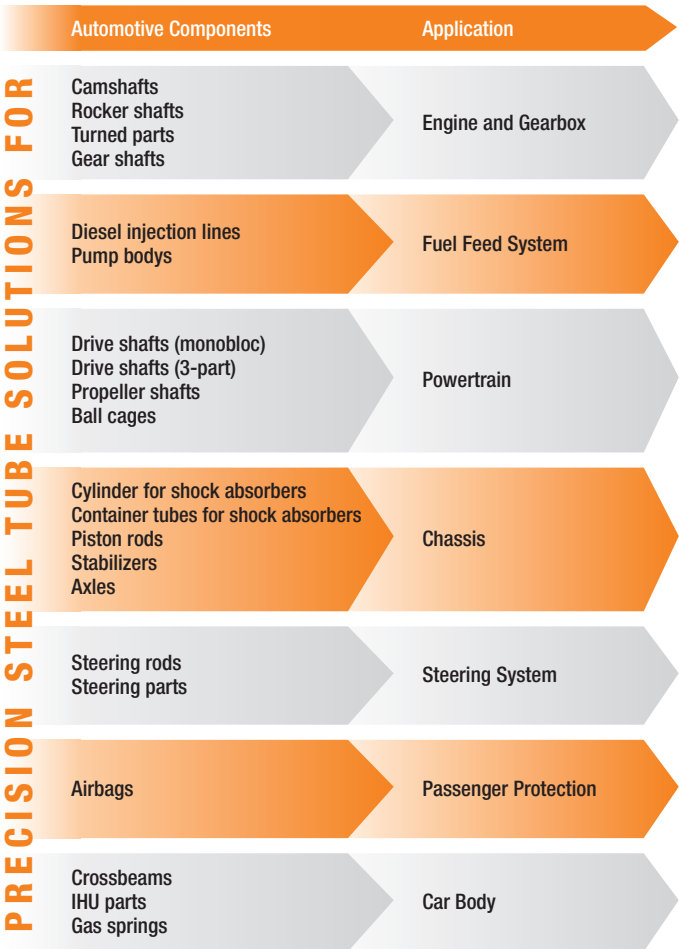 PRECISION STEEL TUBE SOLUTIONS FOR
Automotive Components
Application
Camshafts
Rocker shafts
Turned parts
Gear shafts
Engine and Gearbox
Diesel injection lines
Pump bodys
Fuel Feed System
Drive shafts (monobloc)
Drive shafts (3-part)
Propeller shafts
Ball cages
Powertrain
Cylinder for shock absorbers
Container tubes for shock absorbers
Piston rods
Stabilizers
Axles
Chassis
Steering rods
Steering parts
Steering System
Airbags
Passenger Protection
Crossbeams
IHU parts
Gas springs
Car Body